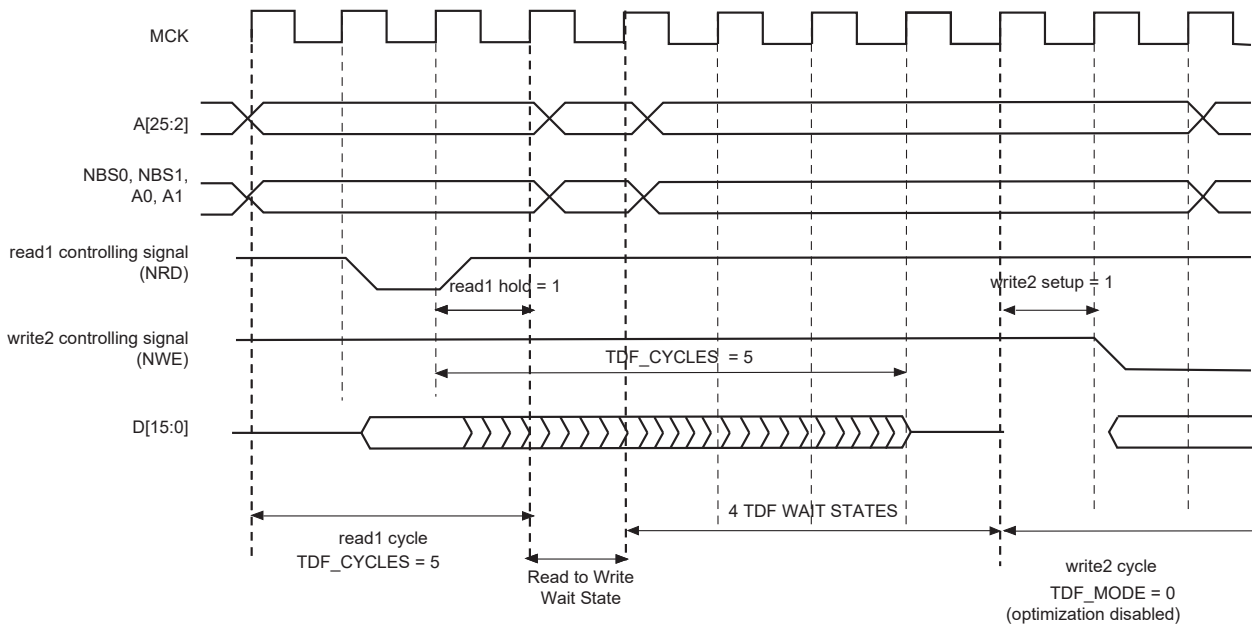 MCK
A[25:2]
NBS0, NBS1,
A0, A1
read1 controlling signal
(NRD)
read1 hold = 1
write2 setup = 1
write2 controlling signal
(NWE)
TDF_CYCLES = 5
D[15:0]
4 TDF WAIT STATES
read1 cycle
TDF_CYCLES = 5
Read to Write
Wait State
write2 cycle
TDF_MODE = 0
(optimization disabled)